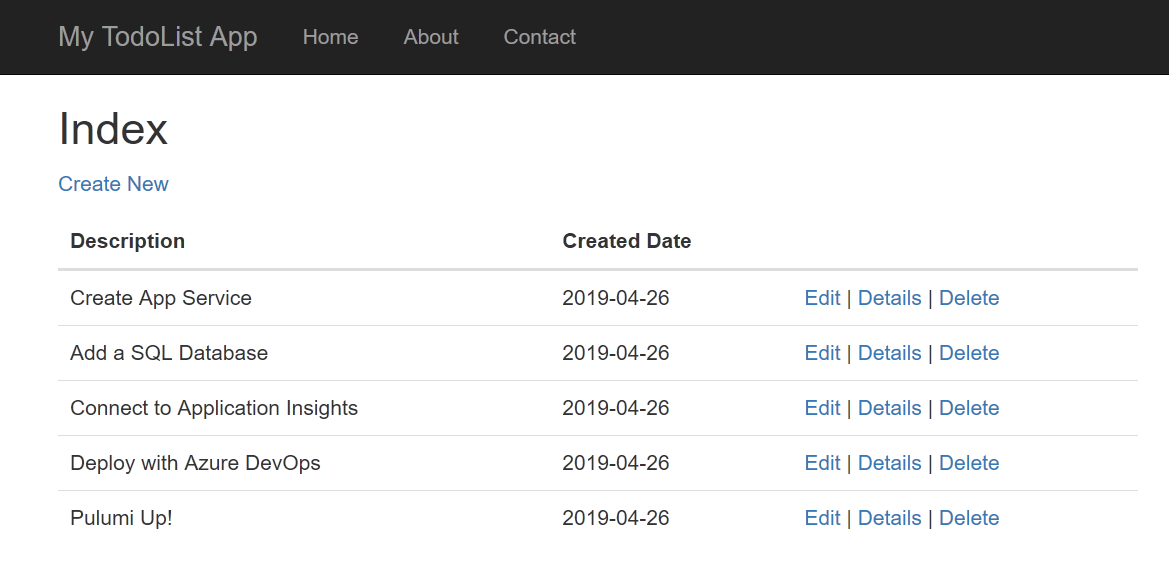 My TodoList App Home About Contact
Index
Create New
Description Created Date
Create App Service 2019-04-26 Edit | Details | Delete
Add a SQL Database 2019-04-26 Edit | Details | Delete
Connect to Application Insights 2019-04-26 Edit | Details | Delete
Deploy with Azure DevOps 2019-04-26 Edit | Details | Delete
Pulumi Up! 2019-04-26 Edit | Details | Delete